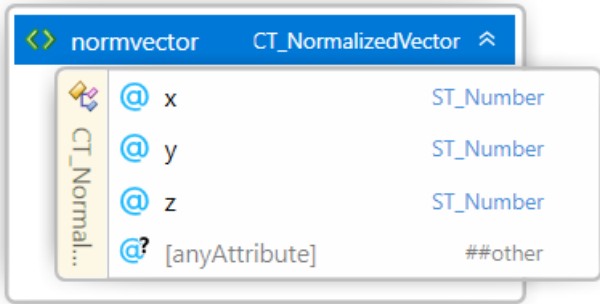 normvector CT_NormalizedVector
CT_Normal...
@ x ST_Number
@ y ST_Number
@ z ST_Number
@? [anyAttribute] ##other